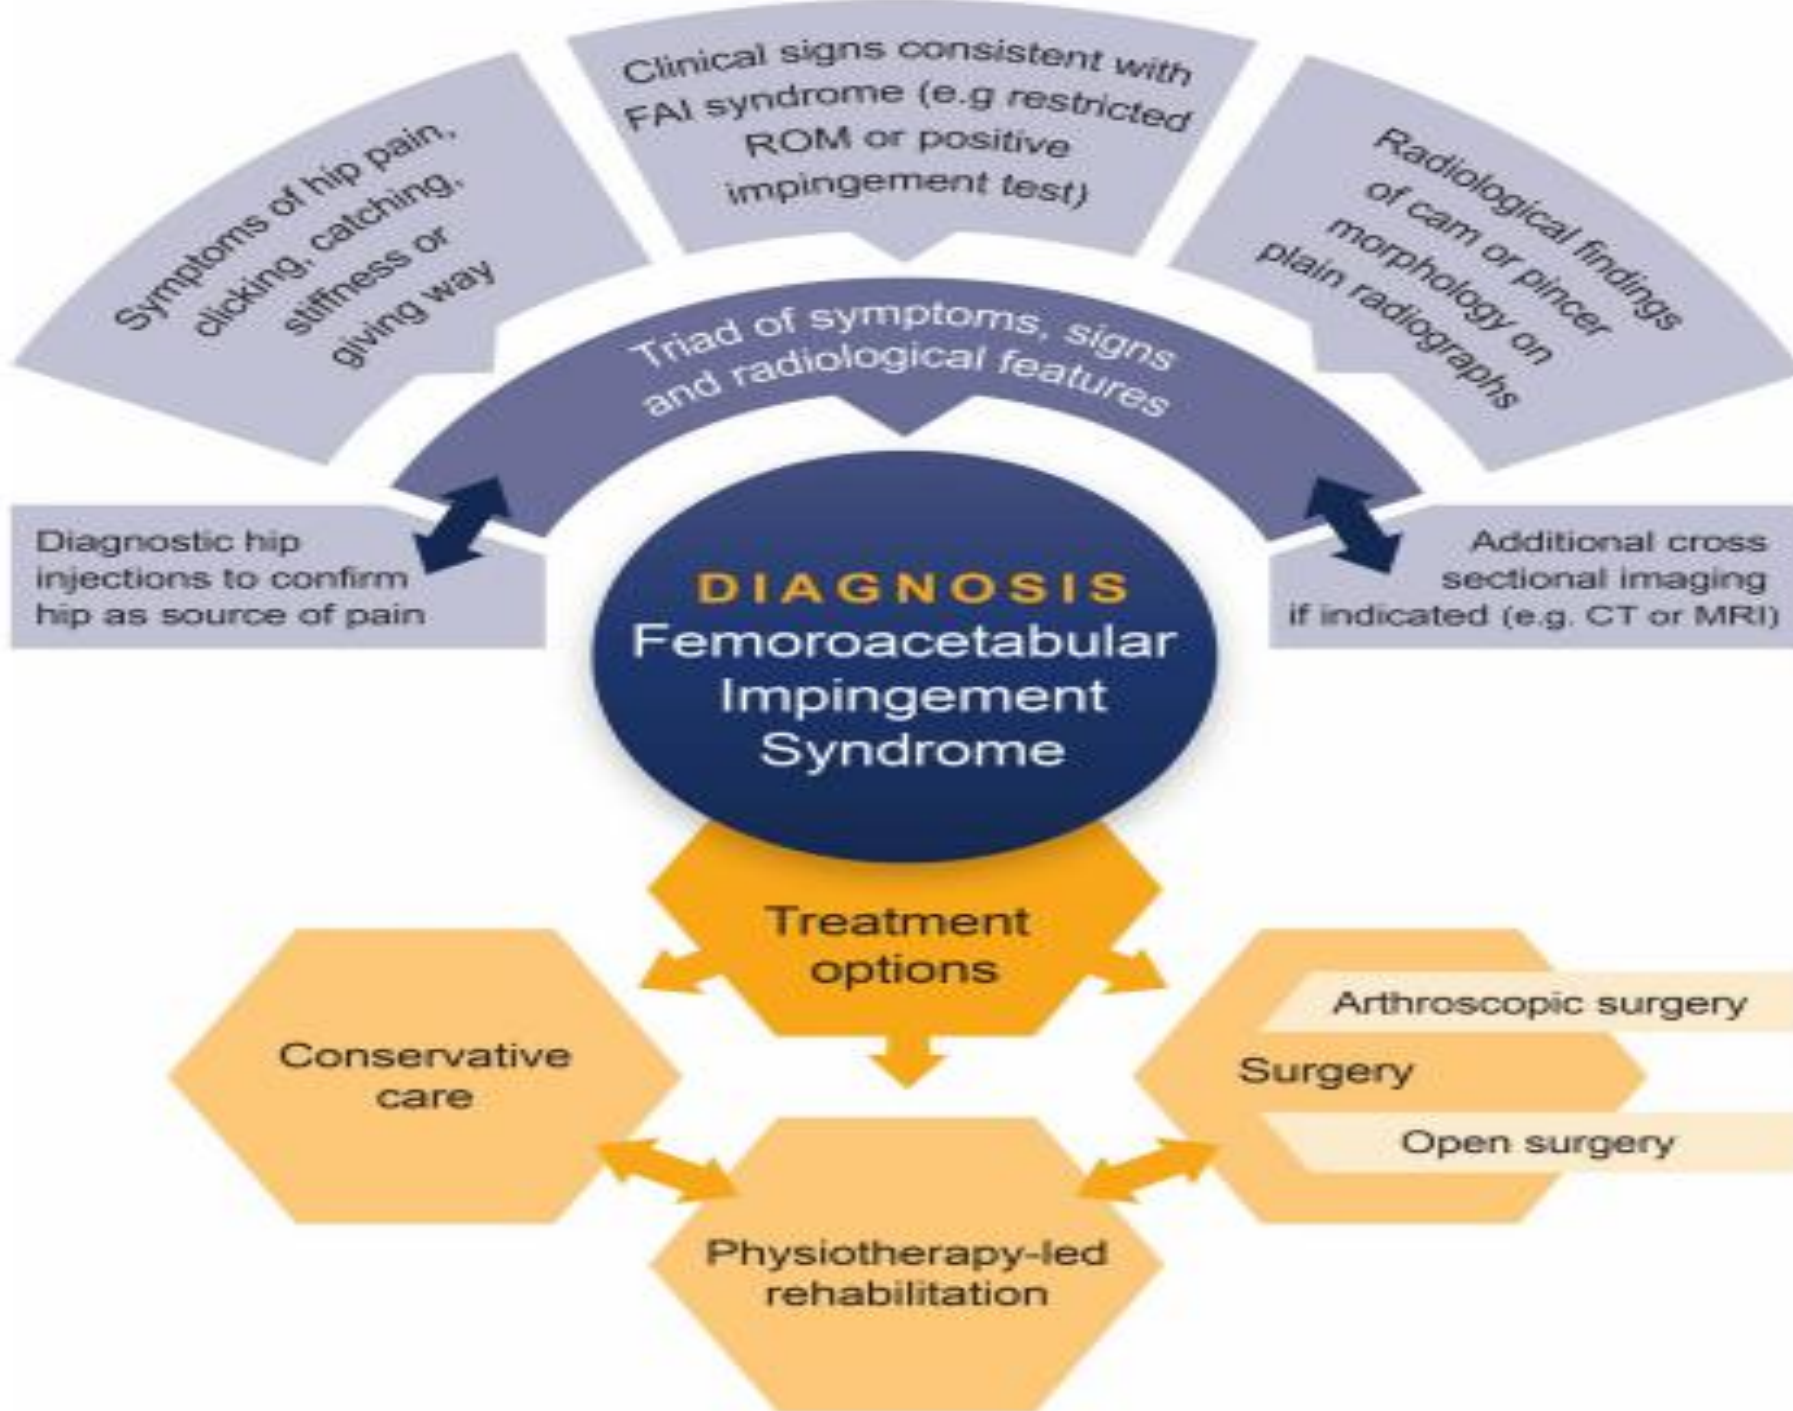 Symptoms of hip pain,
clicking, catching,
stiffness or
giving way
Clinical signs consistent with
FAI syndrome (e.g restricted
ROM or positive
impingement test)
Radiological findings
of cam or pincer
morphology on
plain radiographs
Triad of symptoms, signs
and radiological features
Diagnostic hip
injections to confirm
hip as source of pain
Additional cross
sectional imaging
if indicated (e.g. CT or MRI)
DIAGNOSIS
Femoroacetabular
Impingement
Syndrome
Treatment
options
Conservative
care
Physiotherapy-led
rehabilitation
Arthroscopic surgery
Surgery
Open surgery